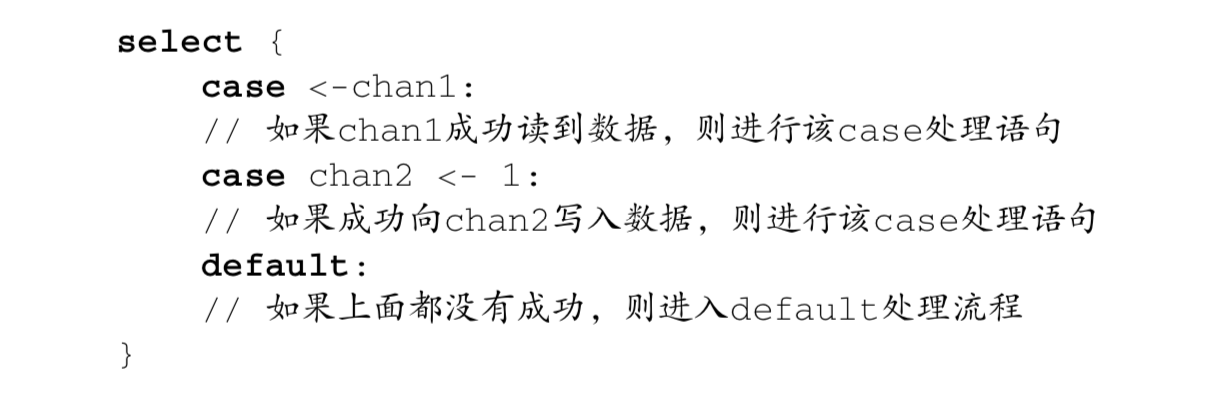 select {
case <-chan1:
// 如果chan1成功读到数据，则进行该case处理语句
case chan2 <- 1:
// 如果成功向chan2写入数据，则进行该case处理语句
default:
// 如果上面都没有成功，则进入default处理流程
}